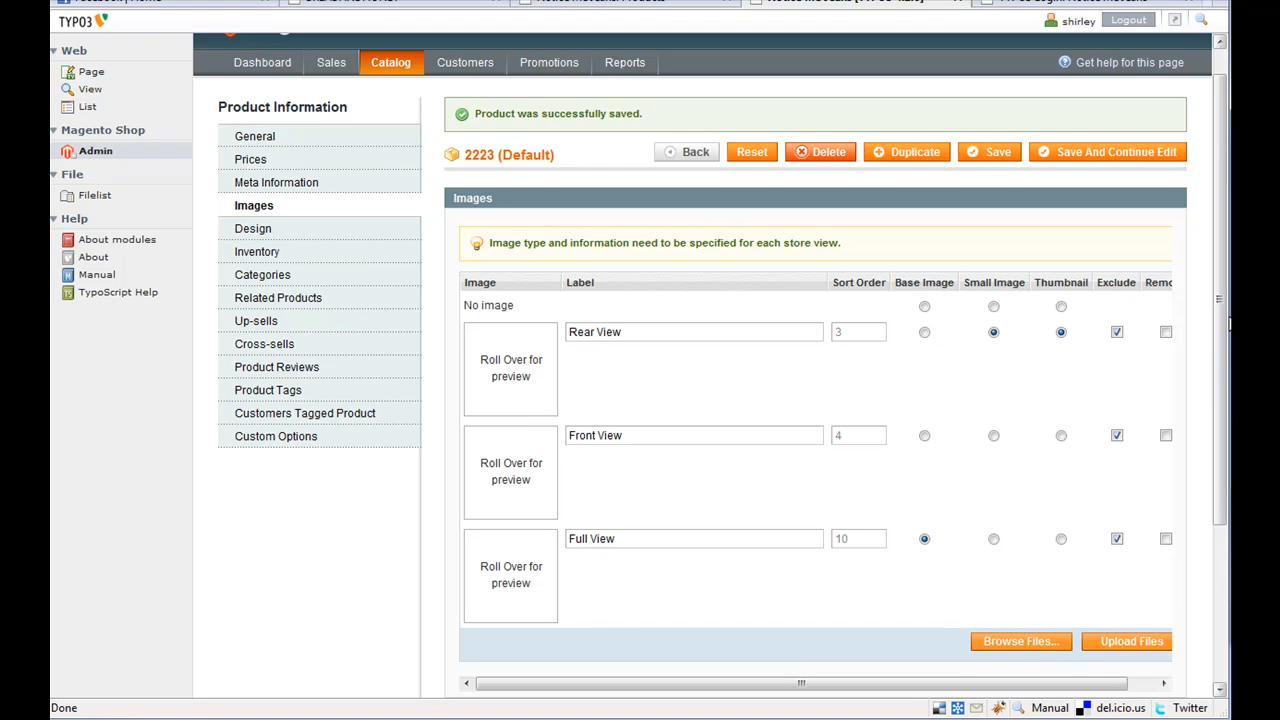 Facebook | Home
TYPO3
shirley Logout
Web
Page
View
List
Magento Shop
Admin
File
Filelist
Help
About modules
About
Manual
TypoScript Help
Dashboard Sales Catalog Customers Promotions Reports Get help for this page
Product Information
General
Prices
Meta Information
Images
Design
Inventory
Categories
Related Products
Up-sells
Cross-sells
Product Reviews
Product Tags
Customers Tagged Product
Custom Options
Product was successfully saved.
2223 (Default) Back Reset Delete Duplicate Save Save And Continue Edit
Images
Image type and information need to be specified for each store view.
Image Label Sort Order Base Image Small Image Thumbnail Exclude Remo
No image
Rear View 3
Roll Over for
preview
Front View 4
Roll Over for
preview
Full View 10
Roll Over for
preview
Browse Files... Upload Files
Done Manual del.icio.us Twitter